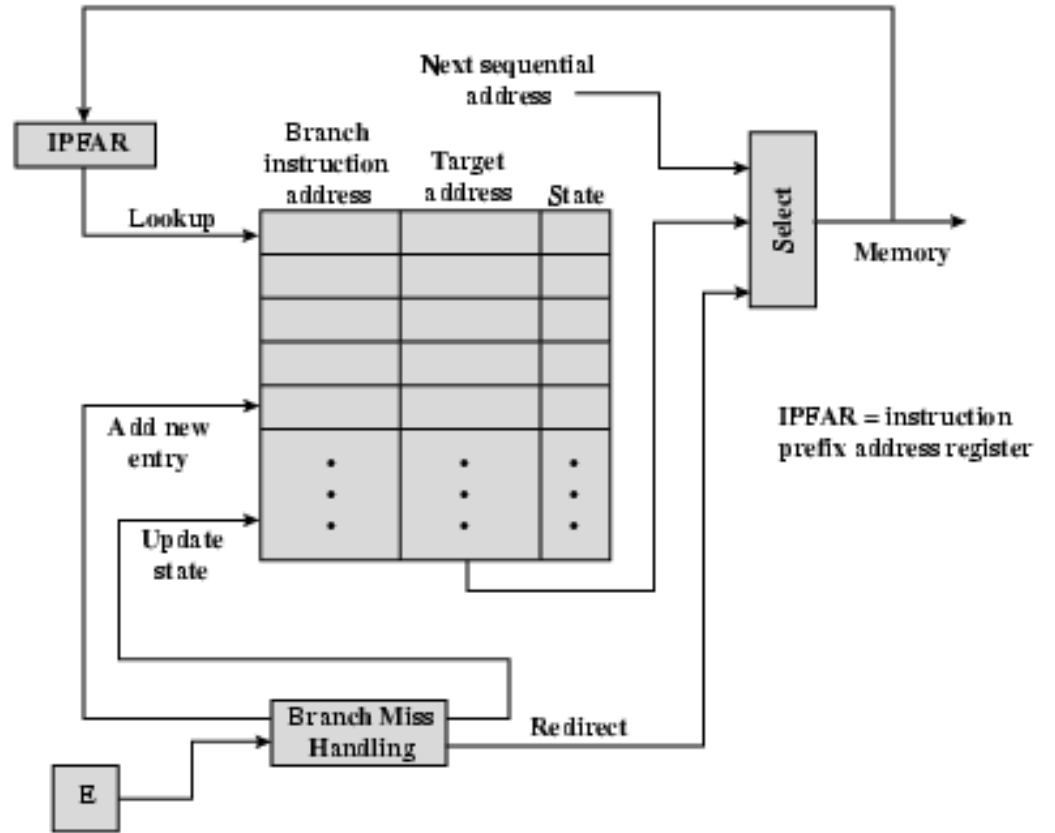 Next sequential
address
IPFAR
Branch
instruction
address
Target
address
State
Lookup
Select
Memory
Add new
entry
IPFAR = instruction
prefix address register
Update
state
Branch Miss
Handling
Redirect
E